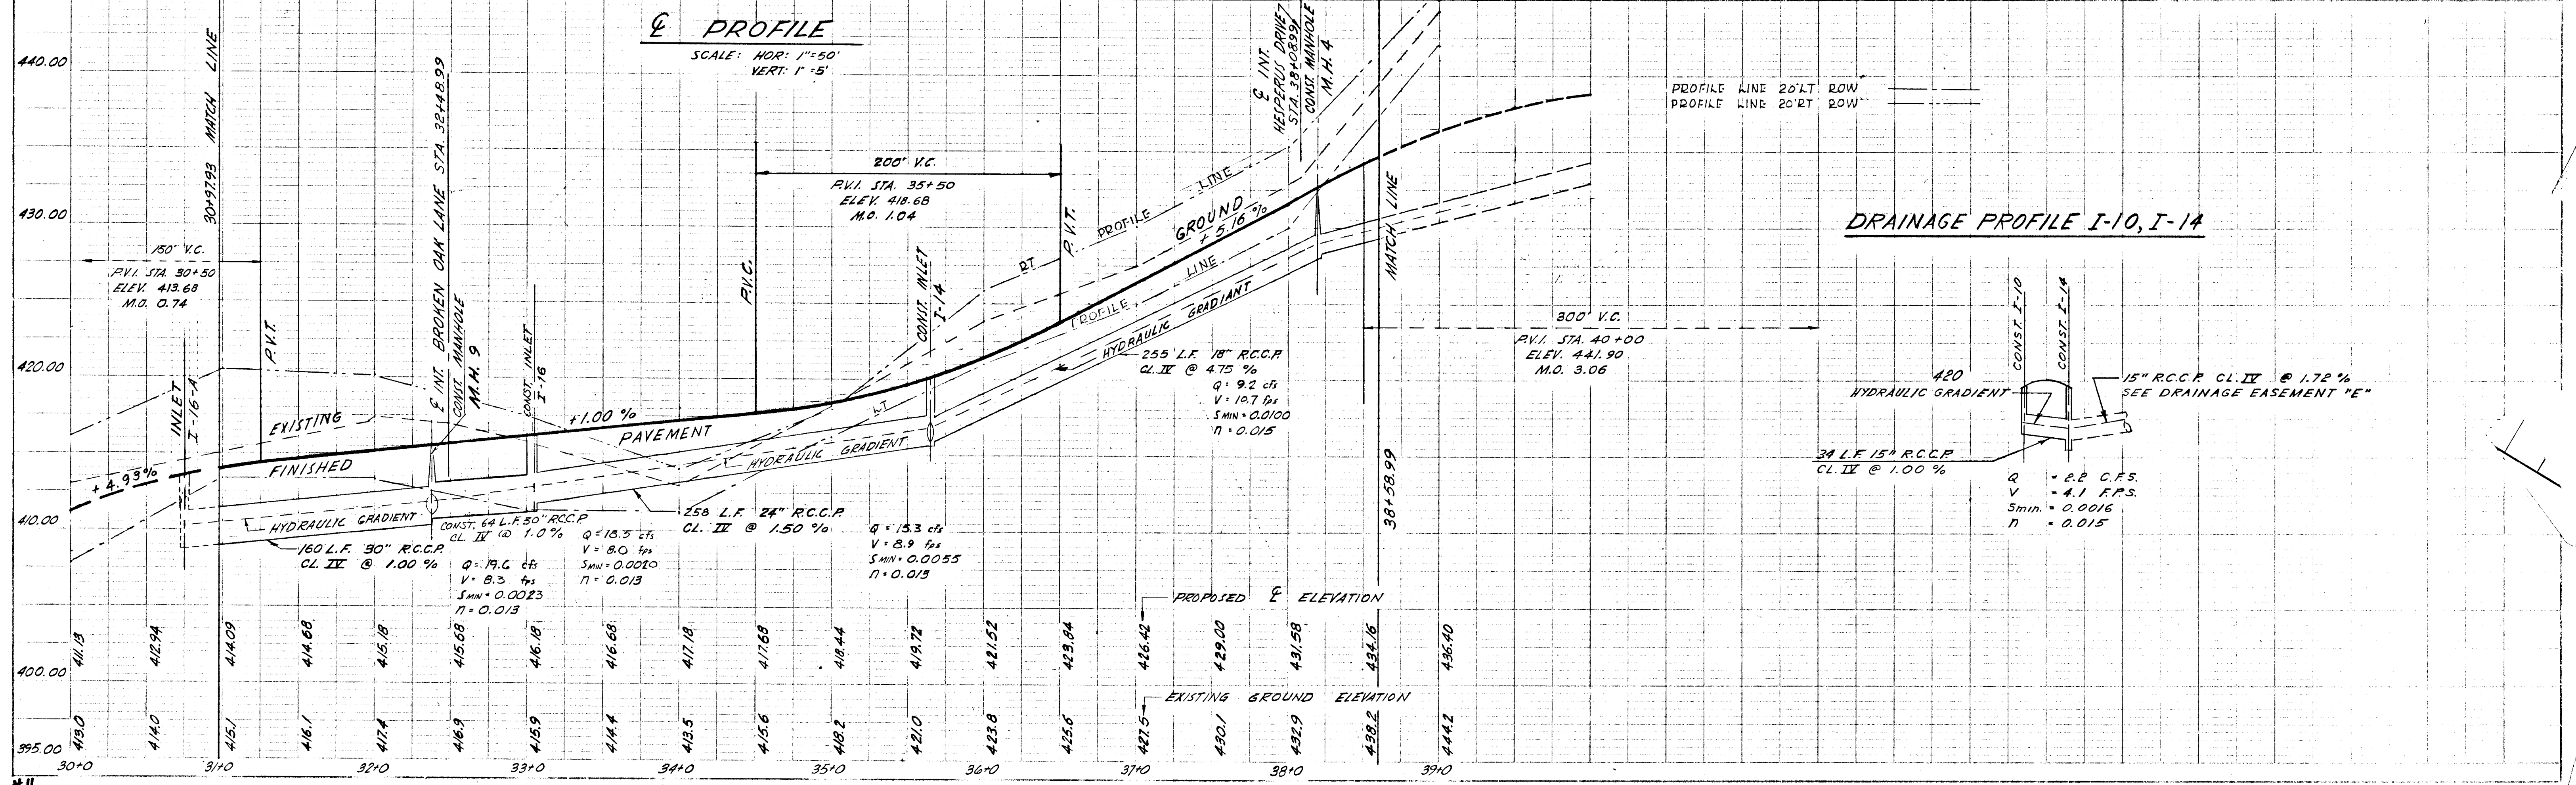 ℄ PROFILE
SCALE: HOR: 1"=50'
VERT: 1"=5'
440.00
430.00
420.00
410.00
400.00
395.00
30+97.93 MATCH LINE
150' V.C.
P.V.I. STA. 30+50
ELEV. 413.68
M.O. 0.74
P.V.T.
INLET
I-16-A
℄ INT. BROKEN OAK LANE STA. 32+48.99
CONST. MANHOLE
M.H. 9
CONST. INLET
I-16
EXISTING
+4.93%
FINISHED
+1.00 %
PAVEMENT
P.V.C.
200' V.C.
P.V.I. STA. 35+50
ELEV. 418.68
M.O. 1.04
P.V.T.
CONST. INLET
I-14
RT PROFILE LINE
GROUND
+ 5.16 %
LT PROFILE LINE
HYDRAULIC GRADIANT
HYDRAULIC GRADIENT
HYDRAULIC GRADIENT
℄ INT.
HESPERUS DRIVE
STA. 38+08.99
CONST. MANHOLE
M.H. 4
MATCH LINE
38+58.99
160 L.F. 30" R.C.C.P.
CL. IV @ 1.00 %
CONST. 64 L.F. 30" R.C.C.P.
CL. IV @ 1.0 %
Q = 19.6 cfs
V = 8.3 fps
S MIN = 0.0023
n = 0.013
Q = 18.5 cfs
V = 8.0 fps
S MIN = 0.0020
n = 0.013
258 L.F. 24" R.C.C.P.
CL. IV @ 1.50 %
Q = 15.3 cfs
V = 8.9 fps
S MIN = 0.0055
n = 0.013
255 L.F. 18" R.C.C.P.
CL. IV @ 4.75 %
Q = 9.2 cfs
V = 10.7 fps
S MIN = 0.0100
n = 0.015
300' V.C.
P.V.I. STA. 40+00
ELEV. 441.90
M.O. 3.06
PROFILE LINE 20' LT ROW
PROFILE LINE 20' RT ROW
DRAINAGE PROFILE I-10, I-14
CONST. I-10
CONST. I-14
420
HYDRAULIC GRADIENT
15" R.C.C.P. CL. IV @ 1.72 %
SEE DRAINAGE EASEMENT "E"
34 L.F. 15" R.C.C.P.
CL. IV @ 1.00 %
Q = 2.2 C.F.S.
V = 4.1 F.P.S.
Smin. = 0.0016
n = 0.015
PROPOSED ℄ ELEVATION
411.13 412.94 414.09 414.68 415.18 415.68 416.18 416.68 417.18 417.68 418.44 419.72 421.52 423.84 426.42 429.00 431.58 434.16 436.40
EXISTING GROUND ELEVATION
413.0 414.0 415.1 416.1 417.4 416.9 415.9 414.4 413.5 415.6 418.2 421.0 423.8 425.6 427.5 430.1 432.9 438.2 444.2
30+0 31+0 32+0 33+0 34+0 35+0 36+0 37+0 38+0 39+0